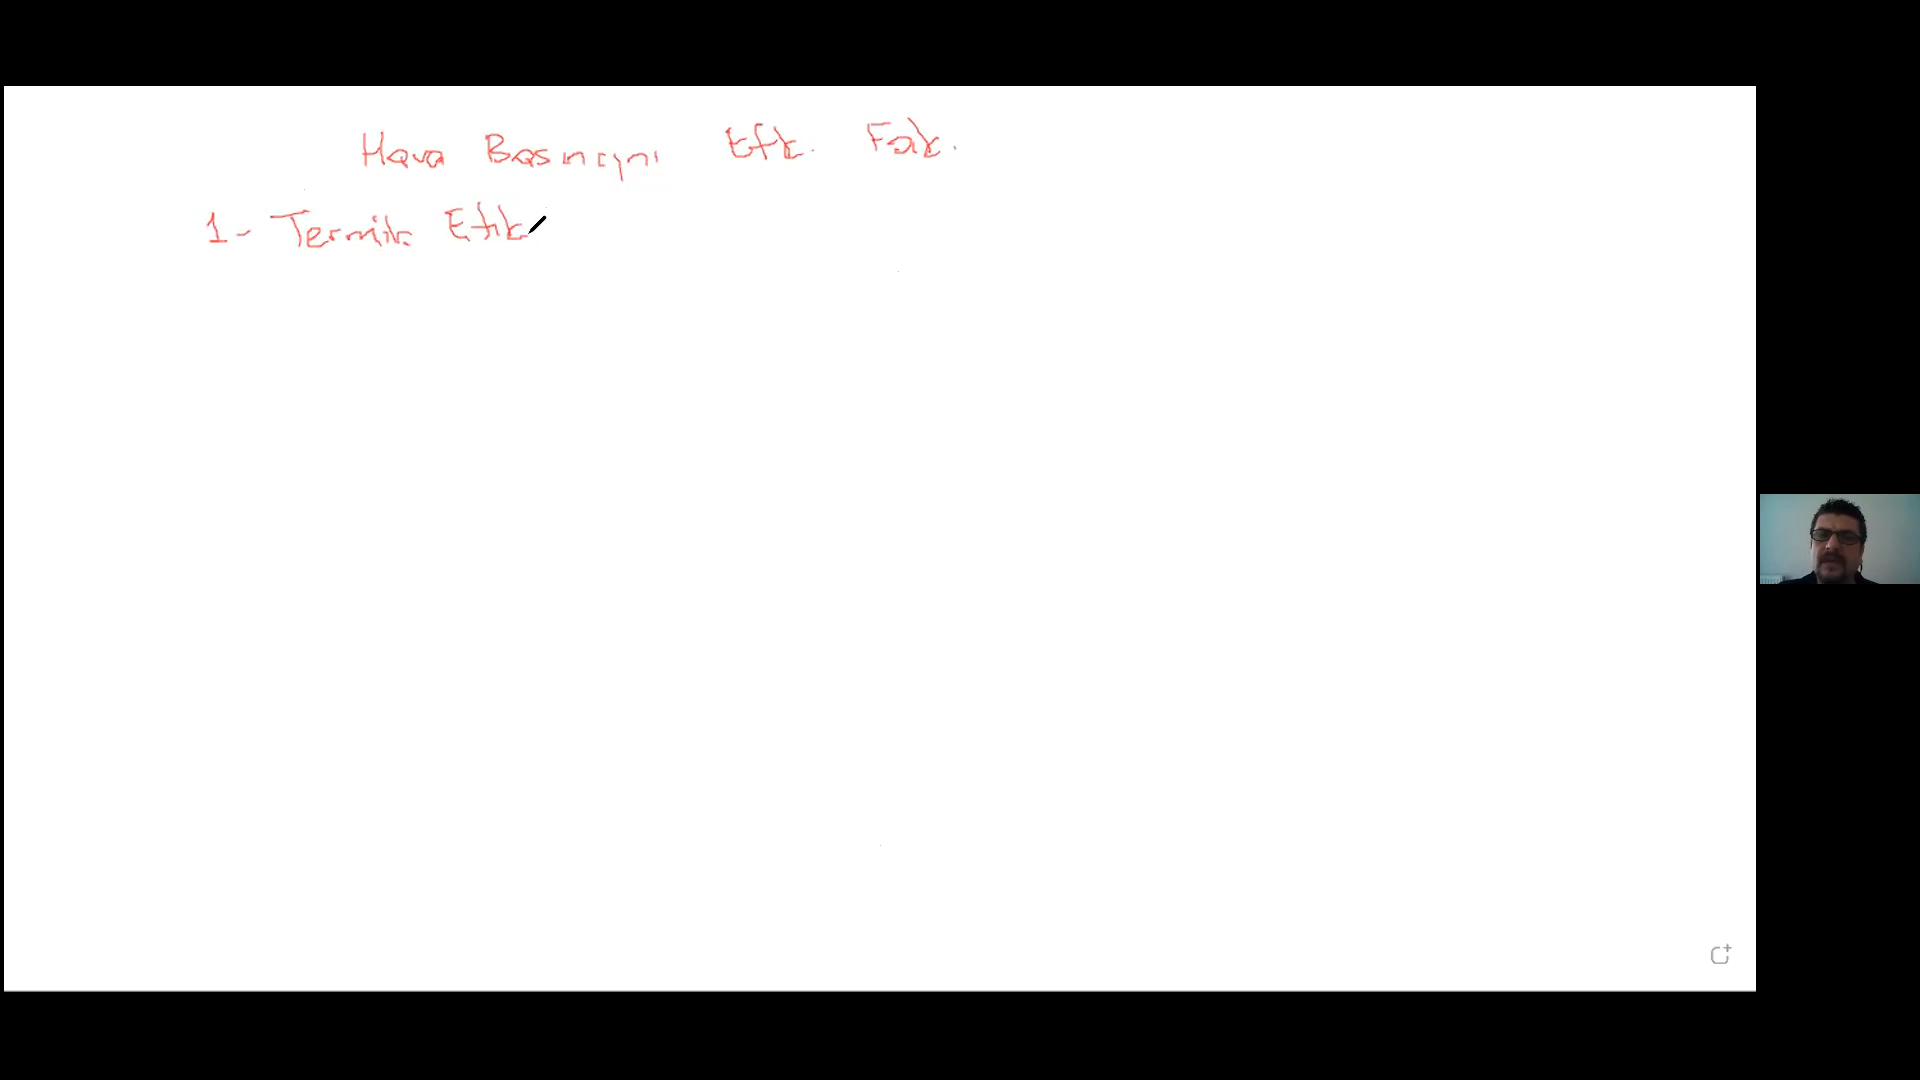 Hava Basıncını Etk. Fak.
1- Termik Etk